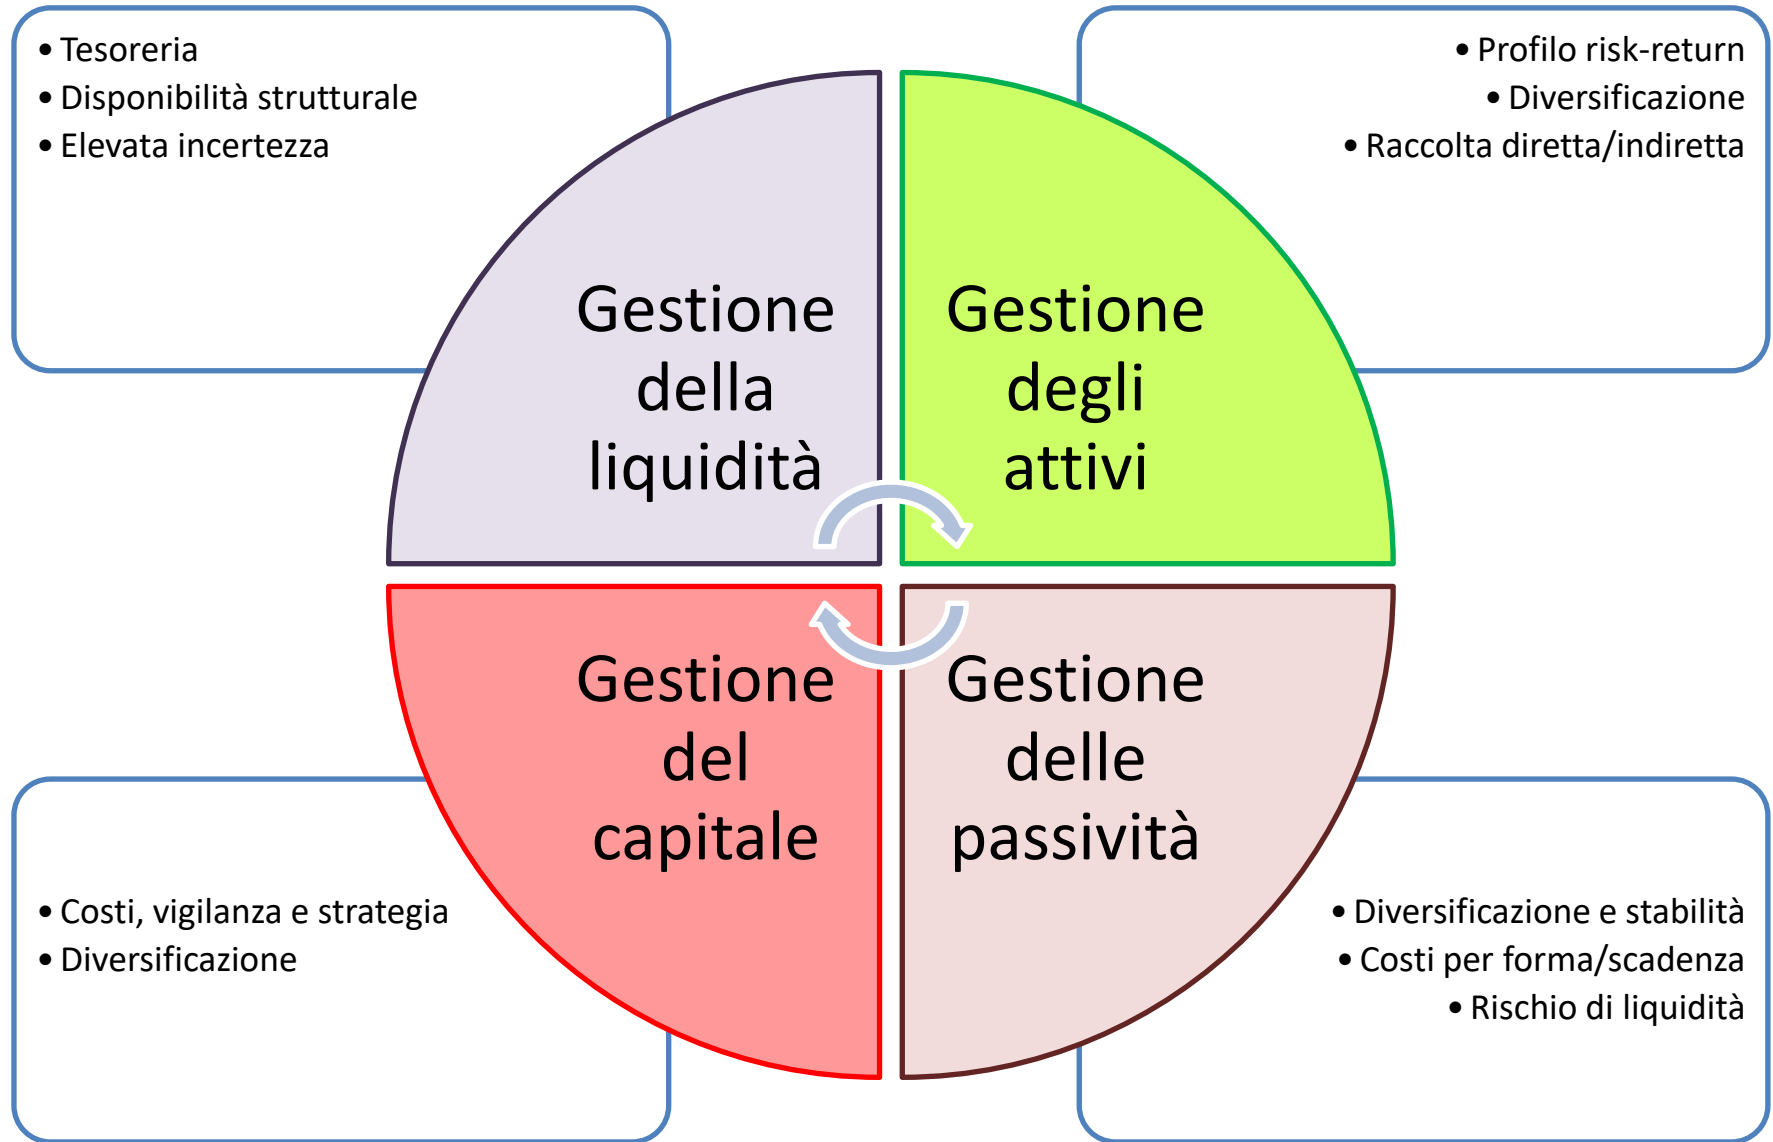 • Tesoreria
• Disponibilità strutturale
• Elevata incertezza
• Profilo risk-return
• Diversificazione
• Raccolta diretta/indiretta
Gestione
della
liquidità
Gestione
degli
attivi
Gestione
del
capitale
Gestione
delle
passività
• Costi, vigilanza e strategia
• Diversificazione
• Diversificazione e stabilità
• Costi per forma/scadenza
• Rischio di liquidità